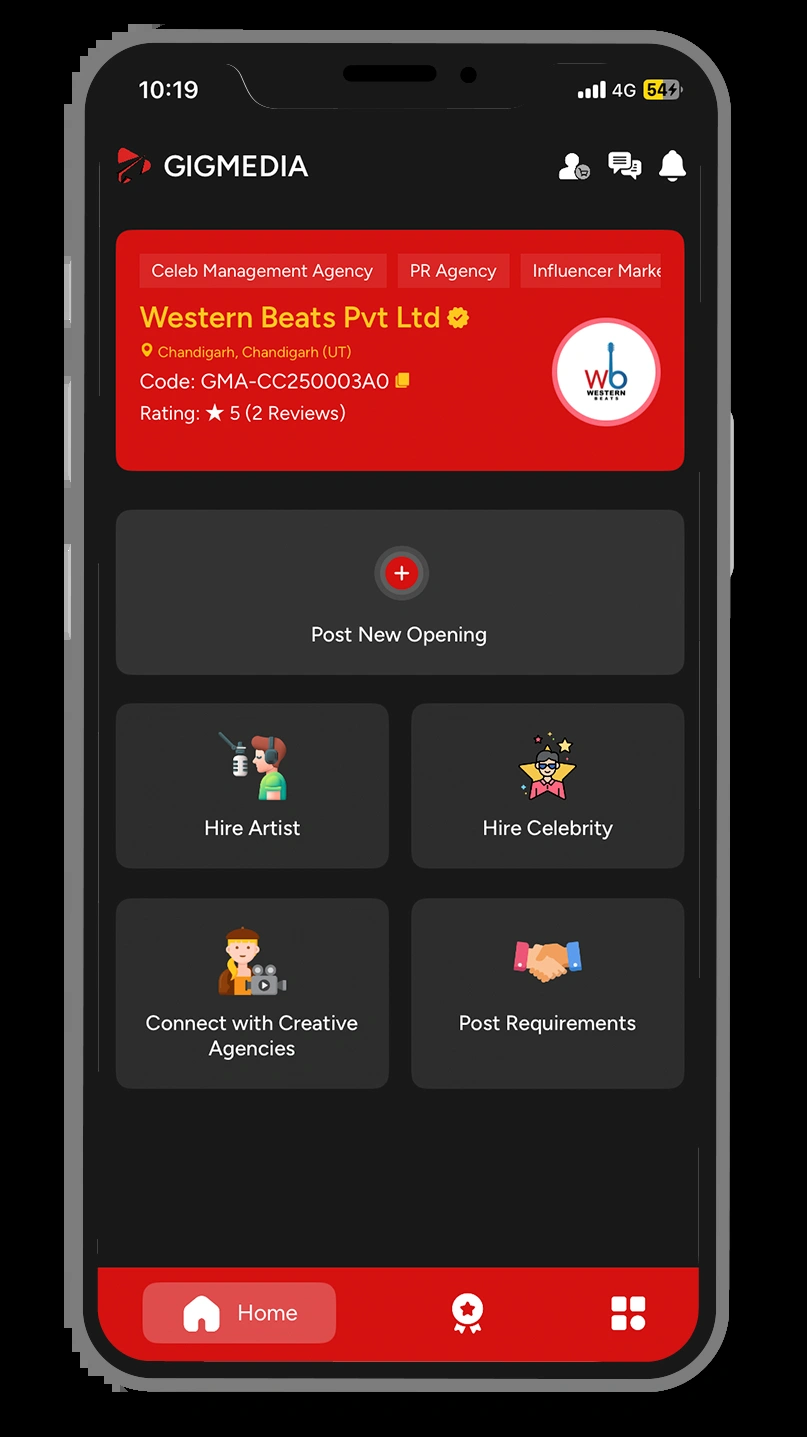 10:19
4G 54
GIGMEDIA
Celeb Management Agency PR Agency Influencer Marke
Western Beats Pvt Ltd
Chandigarh, Chandigarh (UT)
Code: GMA-CC250003A0
Rating: ★ 5 (2 Reviews)
wb
WESTERN
BEATS
Post New Opening
Hire Artist
Hire Celebrity
Connect with Creative
Agencies
Post Requirements
Home